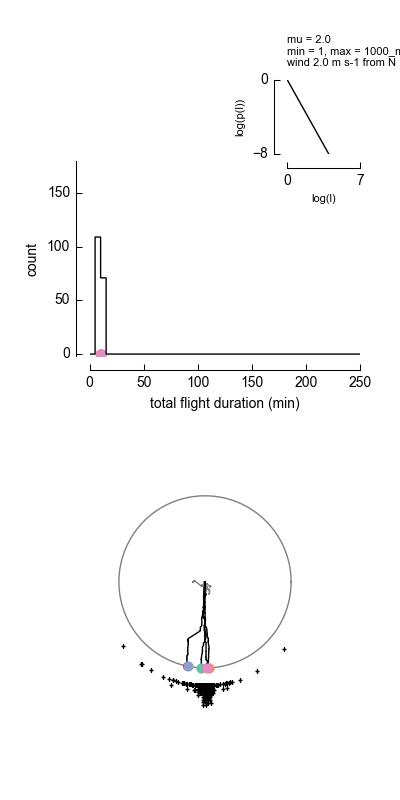 mu = 2.0
min = 1, max = 1000_m
wind 2.0 m s-1 from N
0
log(p(l))
−8
0
7
log(l)
150
100
50
0
count
0
50
100
150
200
250
total flight duration (min)